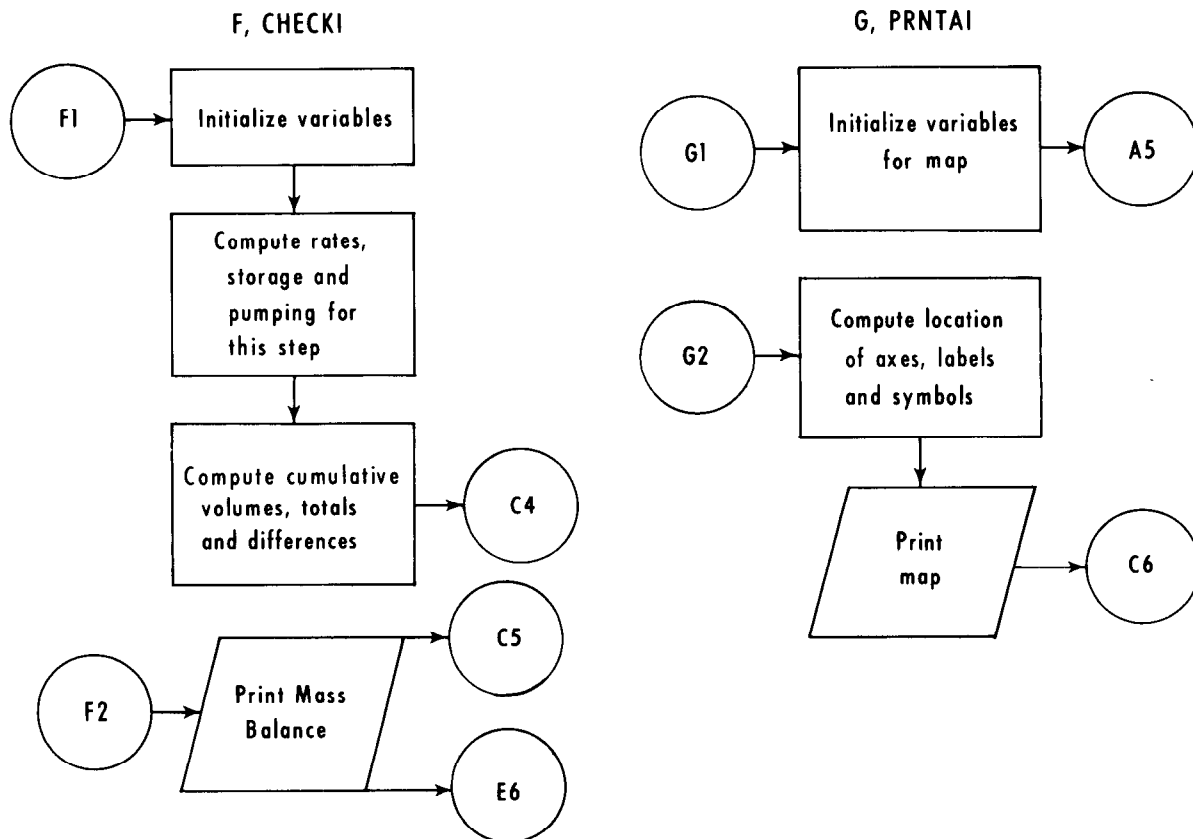 F, CHECKI
F1
Initialize variables
Compute rates,
storage and
pumping for
this step
Compute cumulative
volumes, totals
and differences
C4
F2
Print Mass
Balance
C5
E6
G, PRNTAI
G1
Initialize variables
for map
A5
G2
Compute location
of axes, labels
and symbols
Print
map
C6